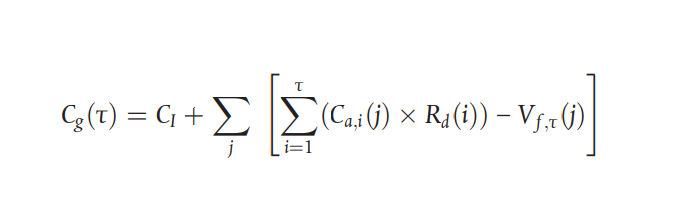 C_g(τ) = C_I + ∑_j [∑_{i=1}^{τ} (C_{a,i}(j) × R_d(i)) − V_{f,τ}(j)]